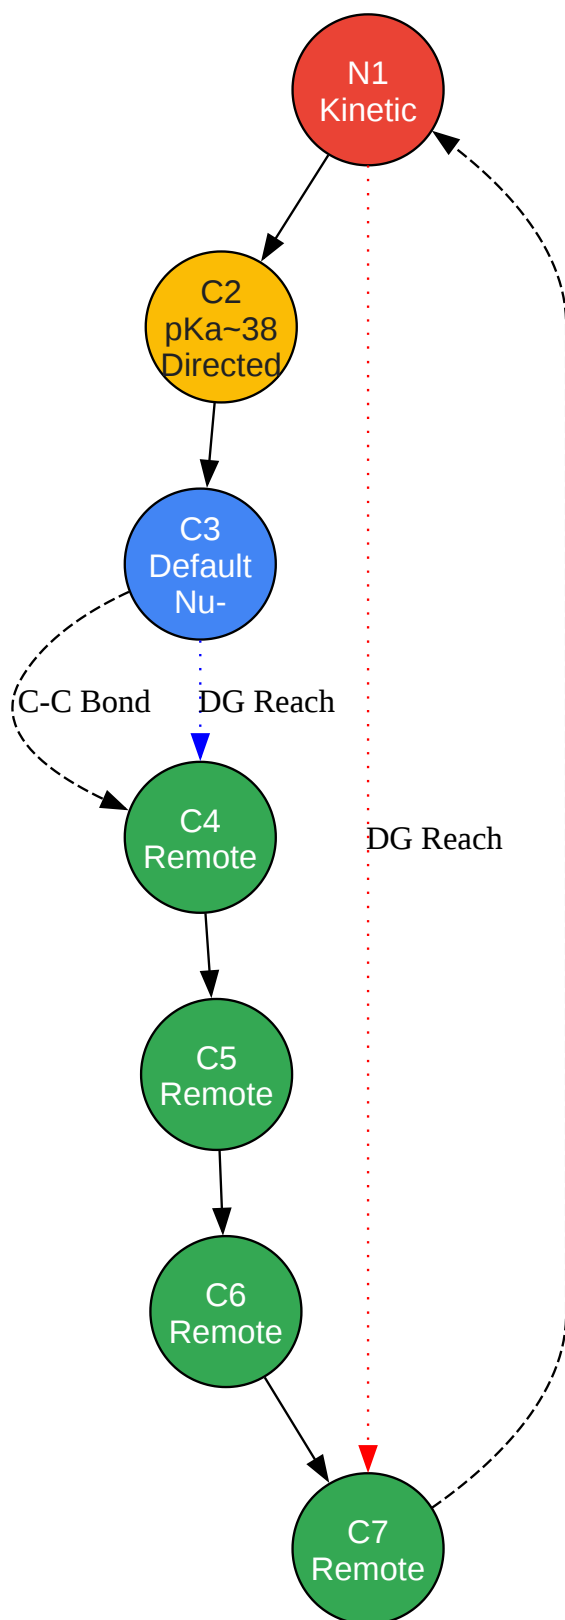 N1
Kinetic
C2
pKa~38
Directed
C3
Default
Nu-
C-C Bond
DG Reach
C4
Remote
DG Reach
C5
Remote
C6
Remote
C7
Remote